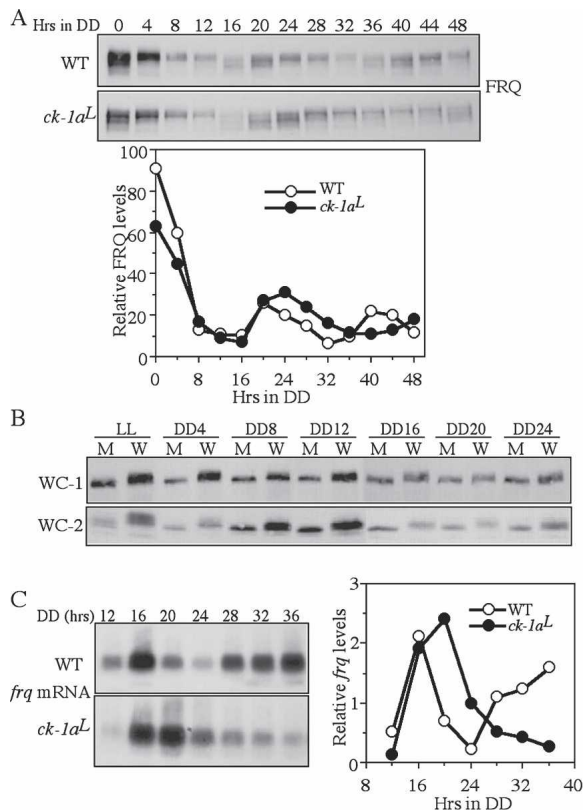 A
Hrs in DD 0 4 8 12 16 20 24 28 32 36 40 44 48
WT
FRQ
ck-1aL
100
80
60
40
20
0
Relative FRQ levels
WT
ck-1aL
0 8 16 24 32 40 48
Hrs in DD
B
LL DD4 DD8 DD12 DD16 DD20 DD24
M W M W M W M W M W M W M W
WC-1
WC-2
C
DD (hrs) 12 16 20 24 28 32 36
WT
frq mRNA
ck-1aL
3
2
1
0
Relative frq levels
WT
ck-1aL
8 16 24 32 40
Hrs in DD